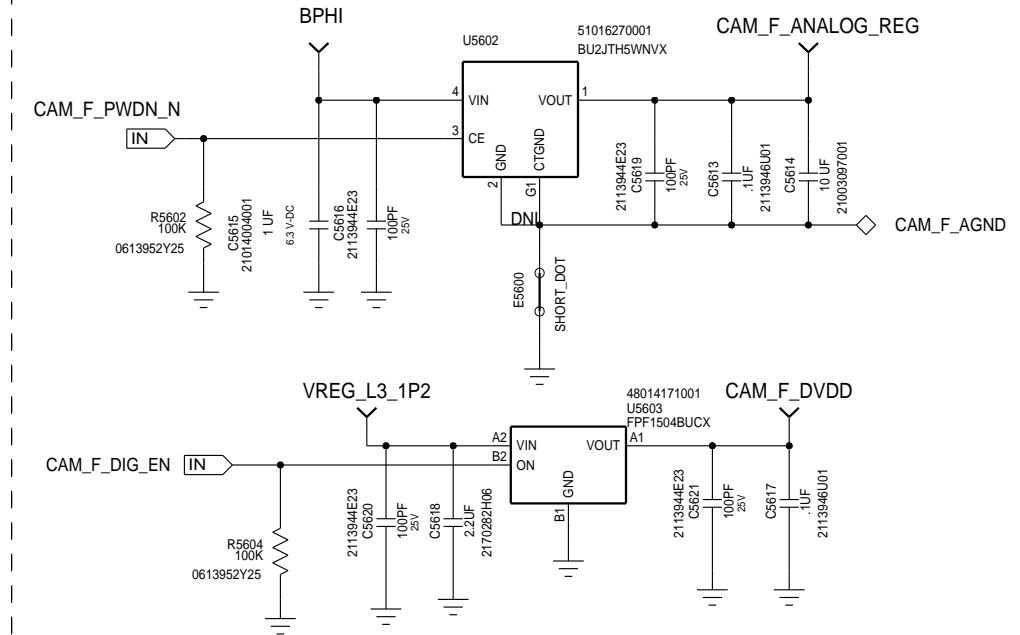 BPHI
U5602
51016270001
BU2JTH5WNVX
CAM_F_ANALOG_REG
CAM_F_PWDN_N
IN
4
VIN
VOUT
1
3
CE
GND
CTGND
2
G1
DNI
R5602
100K
0613952Y25
C5615
21014004001
1 UF
6.3 V-DC
C5616
2113944E23
100PF
25V
2113944E23
C5619
100PF
25V
C5613
.1UF
2113946U01
C5614
10 UF
21003097001
CAM_F_AGND
E5600
SHORT_DOT
VREG_L3_1P2
48014171001
U5603
FPF1504BUCX
CAM_F_DVDD
CAM_F_DIG_EN
IN
A2
VIN
VOUT
A1
B2
ON
GND
B1
R5604
100K
0613952Y25
2113944E23
C5620
100PF
25V
C5618
2.2UF
2170282H06
2113944E23
C5621
100PF
25V
C5617
.1UF
2113946U01